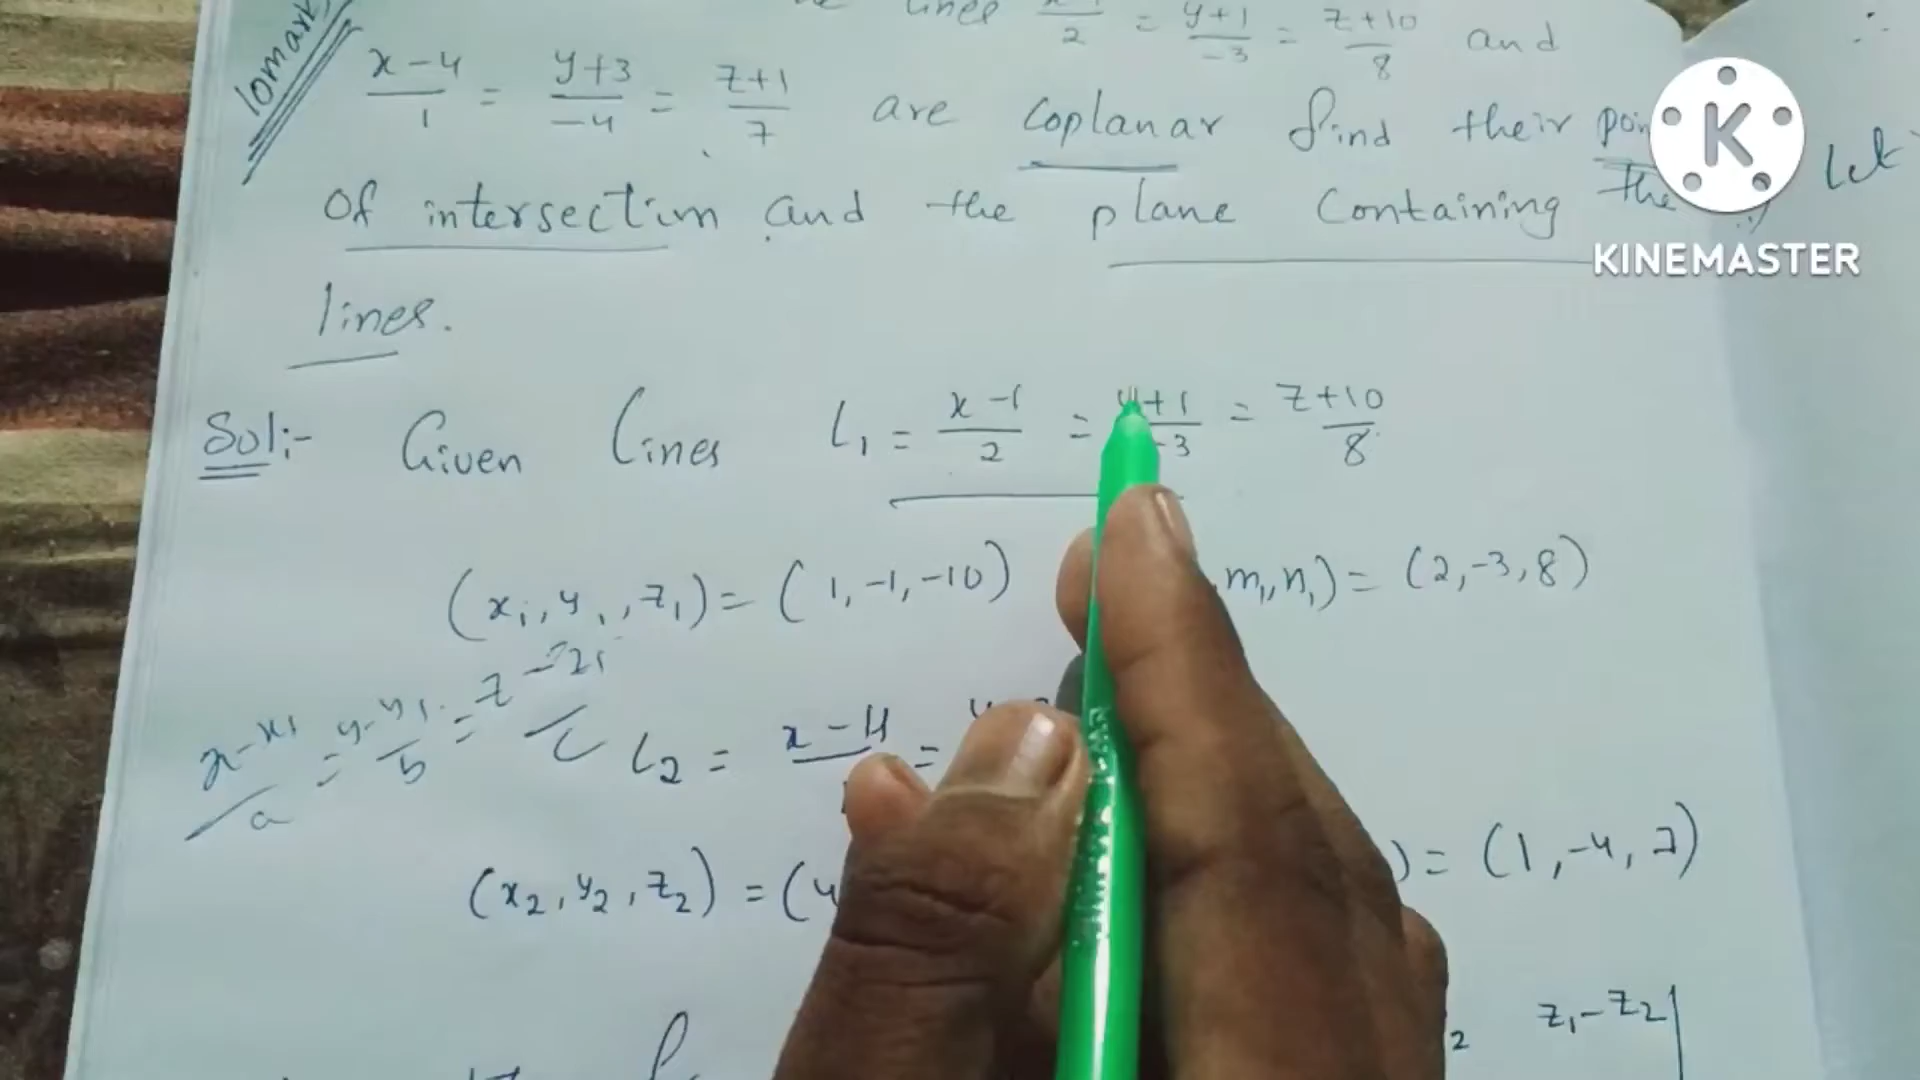 lines x-1/2 = y+1/-3 = z+10/8 and
10mark
x-4/1 = y+3/-4 = z+1/7 are coplanar find their
of intersection and the plane containing the
lines.
Let
KINEMASTER
Sol:- Given lines L₁ = x-1/2 = y+1/-3 = z+10/8
(x₁, y₁, z₁) = (1, -1, -10) m₁, n₁) = (2, -3, 8)
x-x₁/a = y-y₁/b = z-z₁/c
L₂ = x-4 =
(x₂, y₂, z₂) = (4 ) = (1, -4, 7)
z₁-z₂